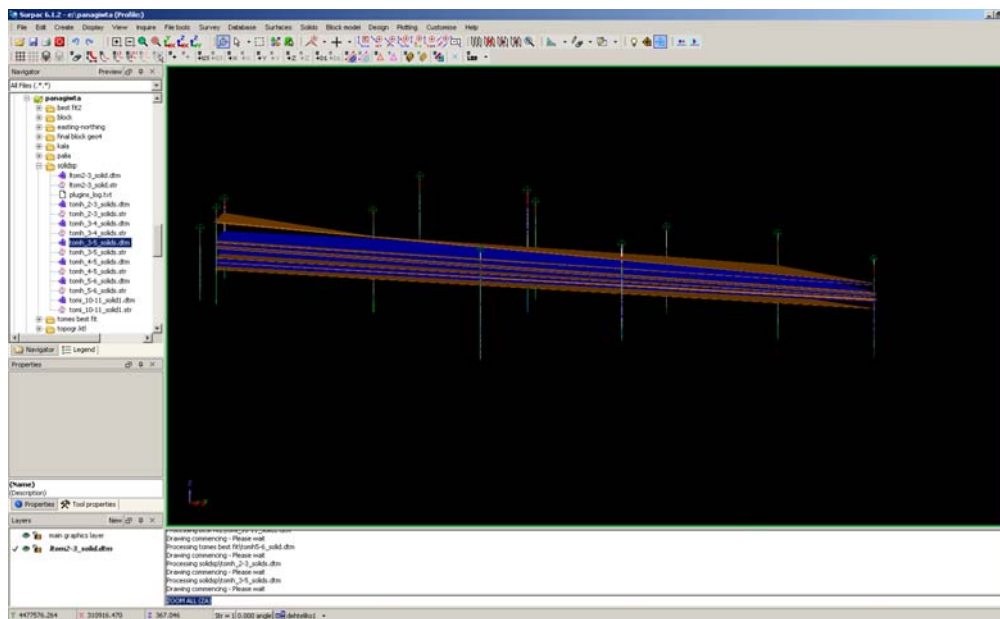 Surpac 6.1.2 - e:\panagiwta (Profile:)
File Edit Create Display View Inquire File tools Survey Database Surfaces Solids Block model Design Plotting Customise Help
Navigator Preview
All Files (*.*)
panagiwta
best fit2
block
easting-northing
final block geo4
kala
palia
solidsp
ltom2-3_solid.dtm
ltom2-3_solid.str
plugins_log.txt
tomh_2-3_solids.dtm
tomh_2-3_solids.str
tomh_3-4_solids.dtm
tomh_3-4_solids.str
tomh_3-5_solids.dtm
tomh_3-5_solids.str
tomh_4-5_solids.dtm
tomh_4-5_solids.str
tomh_5-6_solids.dtm
tomh_5-6_solids.str
tomi_10-11_solid1.dtm
tomi_10-11_solid1.str
tomes best fit
Navigator Legend
Properties
(Name)
(Description)
Properties Tool properties
Layers New
main graphics layer
ltom2-3_solid.dtm
Drawing commencing - Please wait
Processing tomes best fit\tomh5-6_solid.dtm
Drawing commencing - Please wait
Processing solidsp\tomh_2-3_solids.dtm
Drawing commencing - Please wait
Processing solidsp\tomh_3-5_solids.dtm
Drawing commencing - Please wait
ZOOM ALL (ZA)
Y 4477576.264 X 310916.470 Z 367.046 Str = 1 0.000 angle